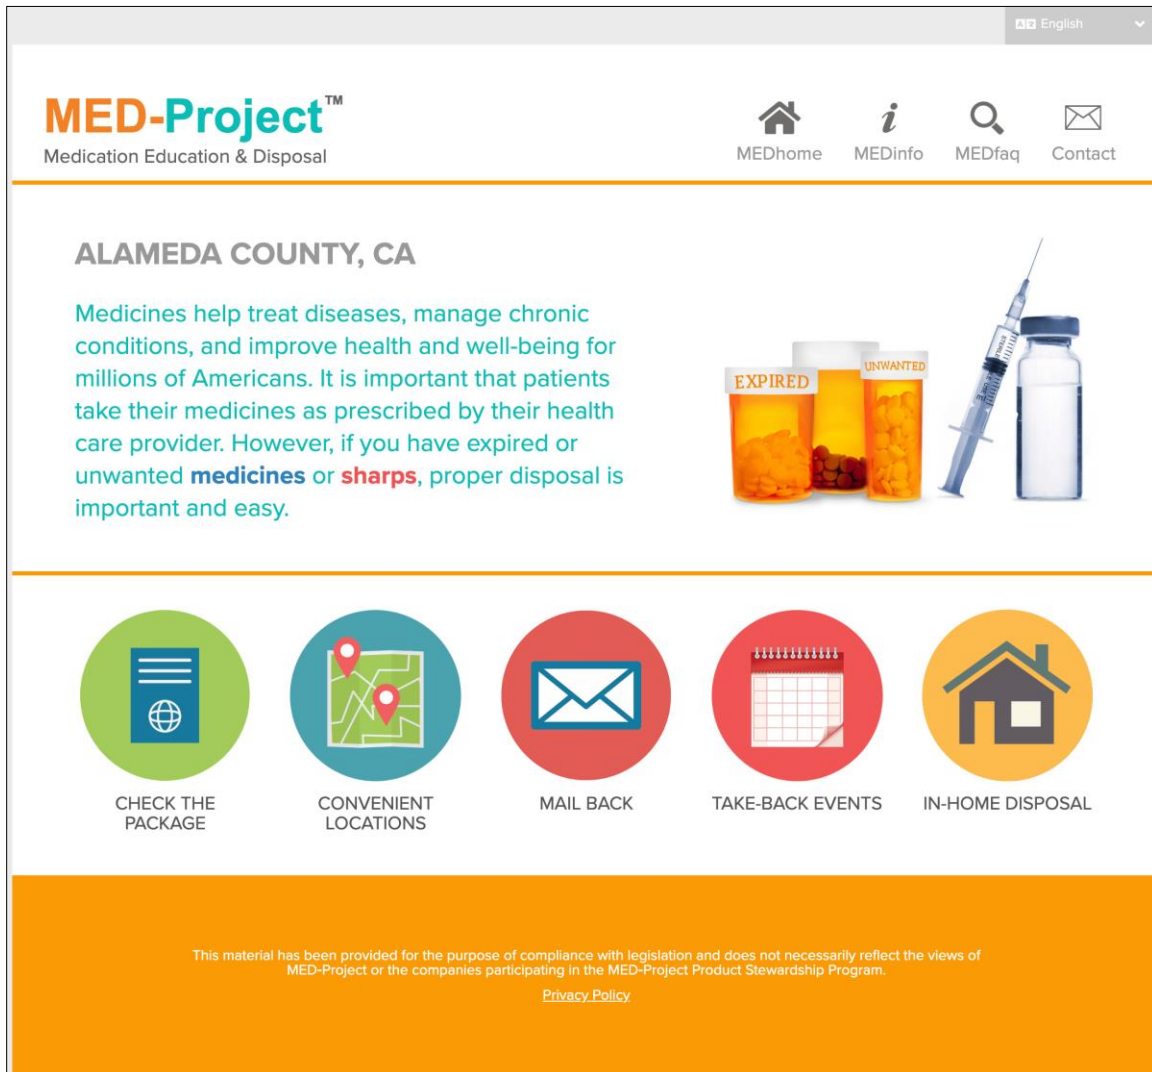 English
MED-Project™
Medication Education & Disposal
MEDhome
MEDinfo
MEDfaq
Contact
ALAMEDA COUNTY, CA
Medicines help treat diseases, manage chronic
conditions, and improve health and well-being for
millions of Americans. It is important that patients
take their medicines as prescribed by their health
care provider. However, if you have expired or
unwanted medicines or sharps, proper disposal is
important and easy.
EXPIRED
UNWANTED
CHECK THE
PACKAGE
CONVENIENT
LOCATIONS
MAIL BACK
TAKE-BACK EVENTS
IN-HOME DISPOSAL
This material has been provided for the purpose of compliance with legislation and does not necessarily reflect the views of
MED-Project or the companies participating in the MED-Project Product Stewardship Program.
Privacy Policy